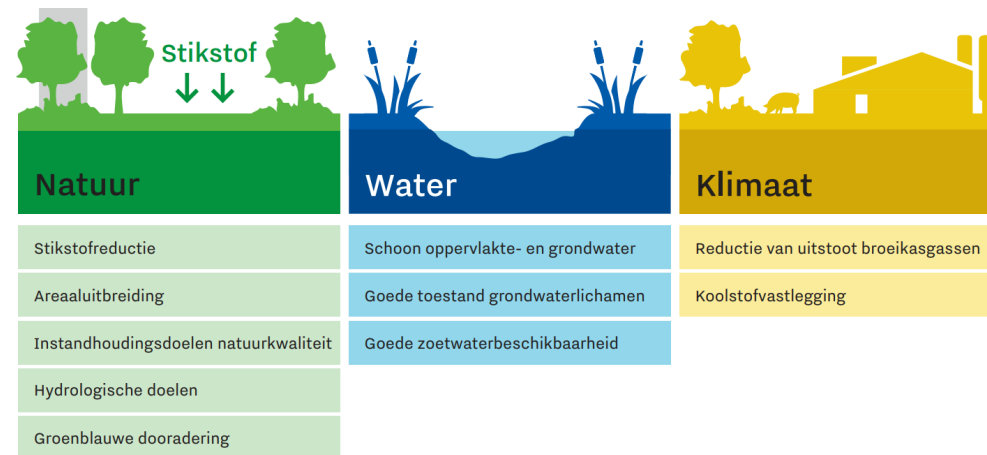 Stikstof
Natuur
Stikstofreductie
Areaaluitbreiding
Instandhoudingsdoelen natuurkwaliteit
Hydrologische doelen
Groenblauwe dooradering
Water
Schoon oppervlakte- en grondwater
Goede toestand grondwaterlichamen
Goede zoetwaterbeschikbaarheid
Klimaat
Reductie van uitstoot broeikasgassen
Koolstofvastlegging